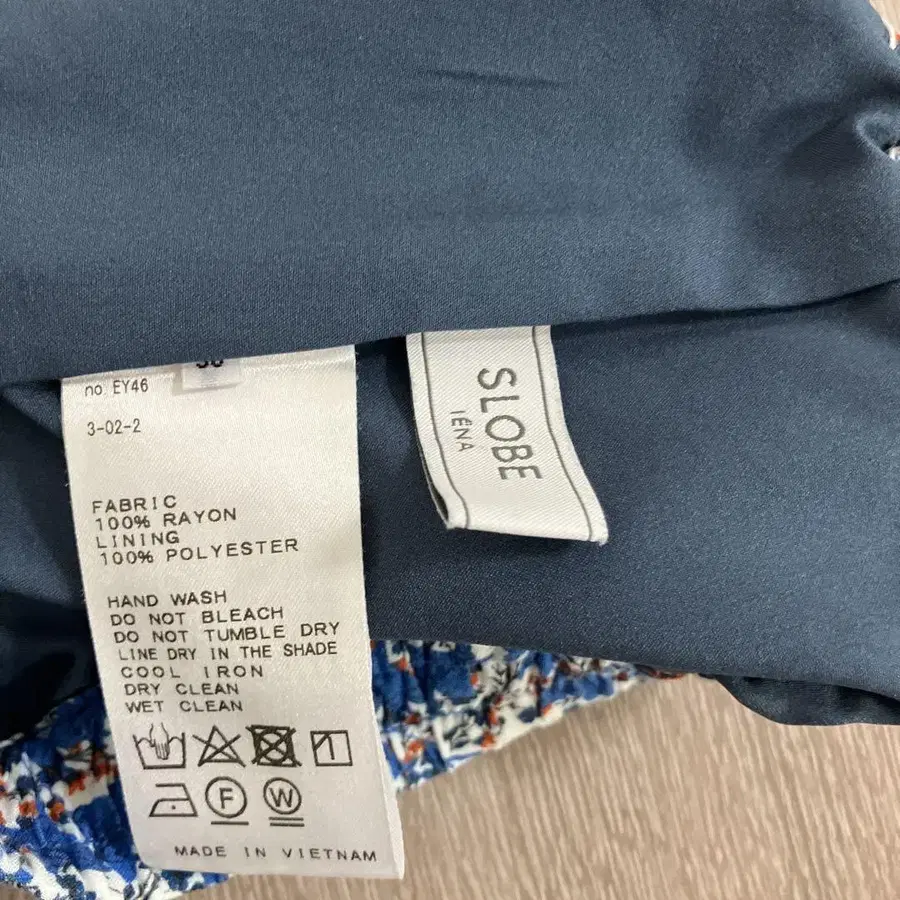 no. EY46
3-02-2
FABRIC
100% RAYON
LINING
100% POLYESTER
HAND WASH
DO NOT BLEACH
DO NOT TUMBLE DRY
LINE DRY IN THE SHADE
COOL IRON
DRY CLEAN
WET CLEAN
F W
MADE IN VIETNAM
SLOBE
IÉNA